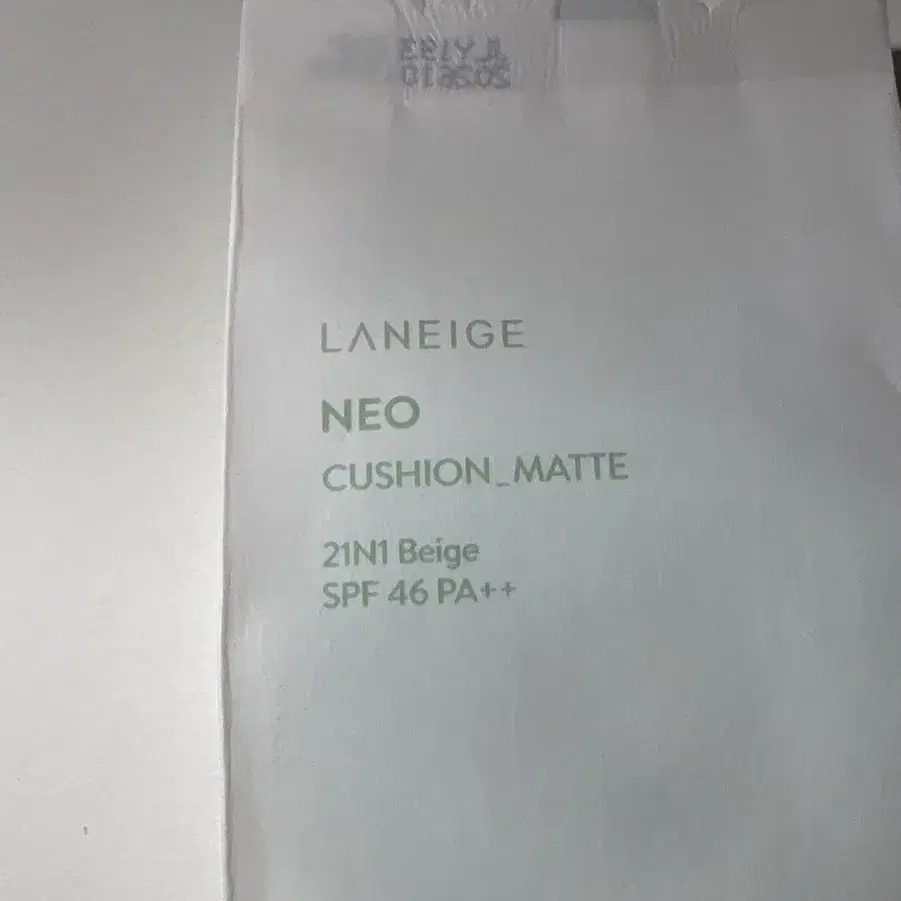 LANEIGE
NEO
CUSHION_MATTE
21N1 Beige
SPF 46 PA++